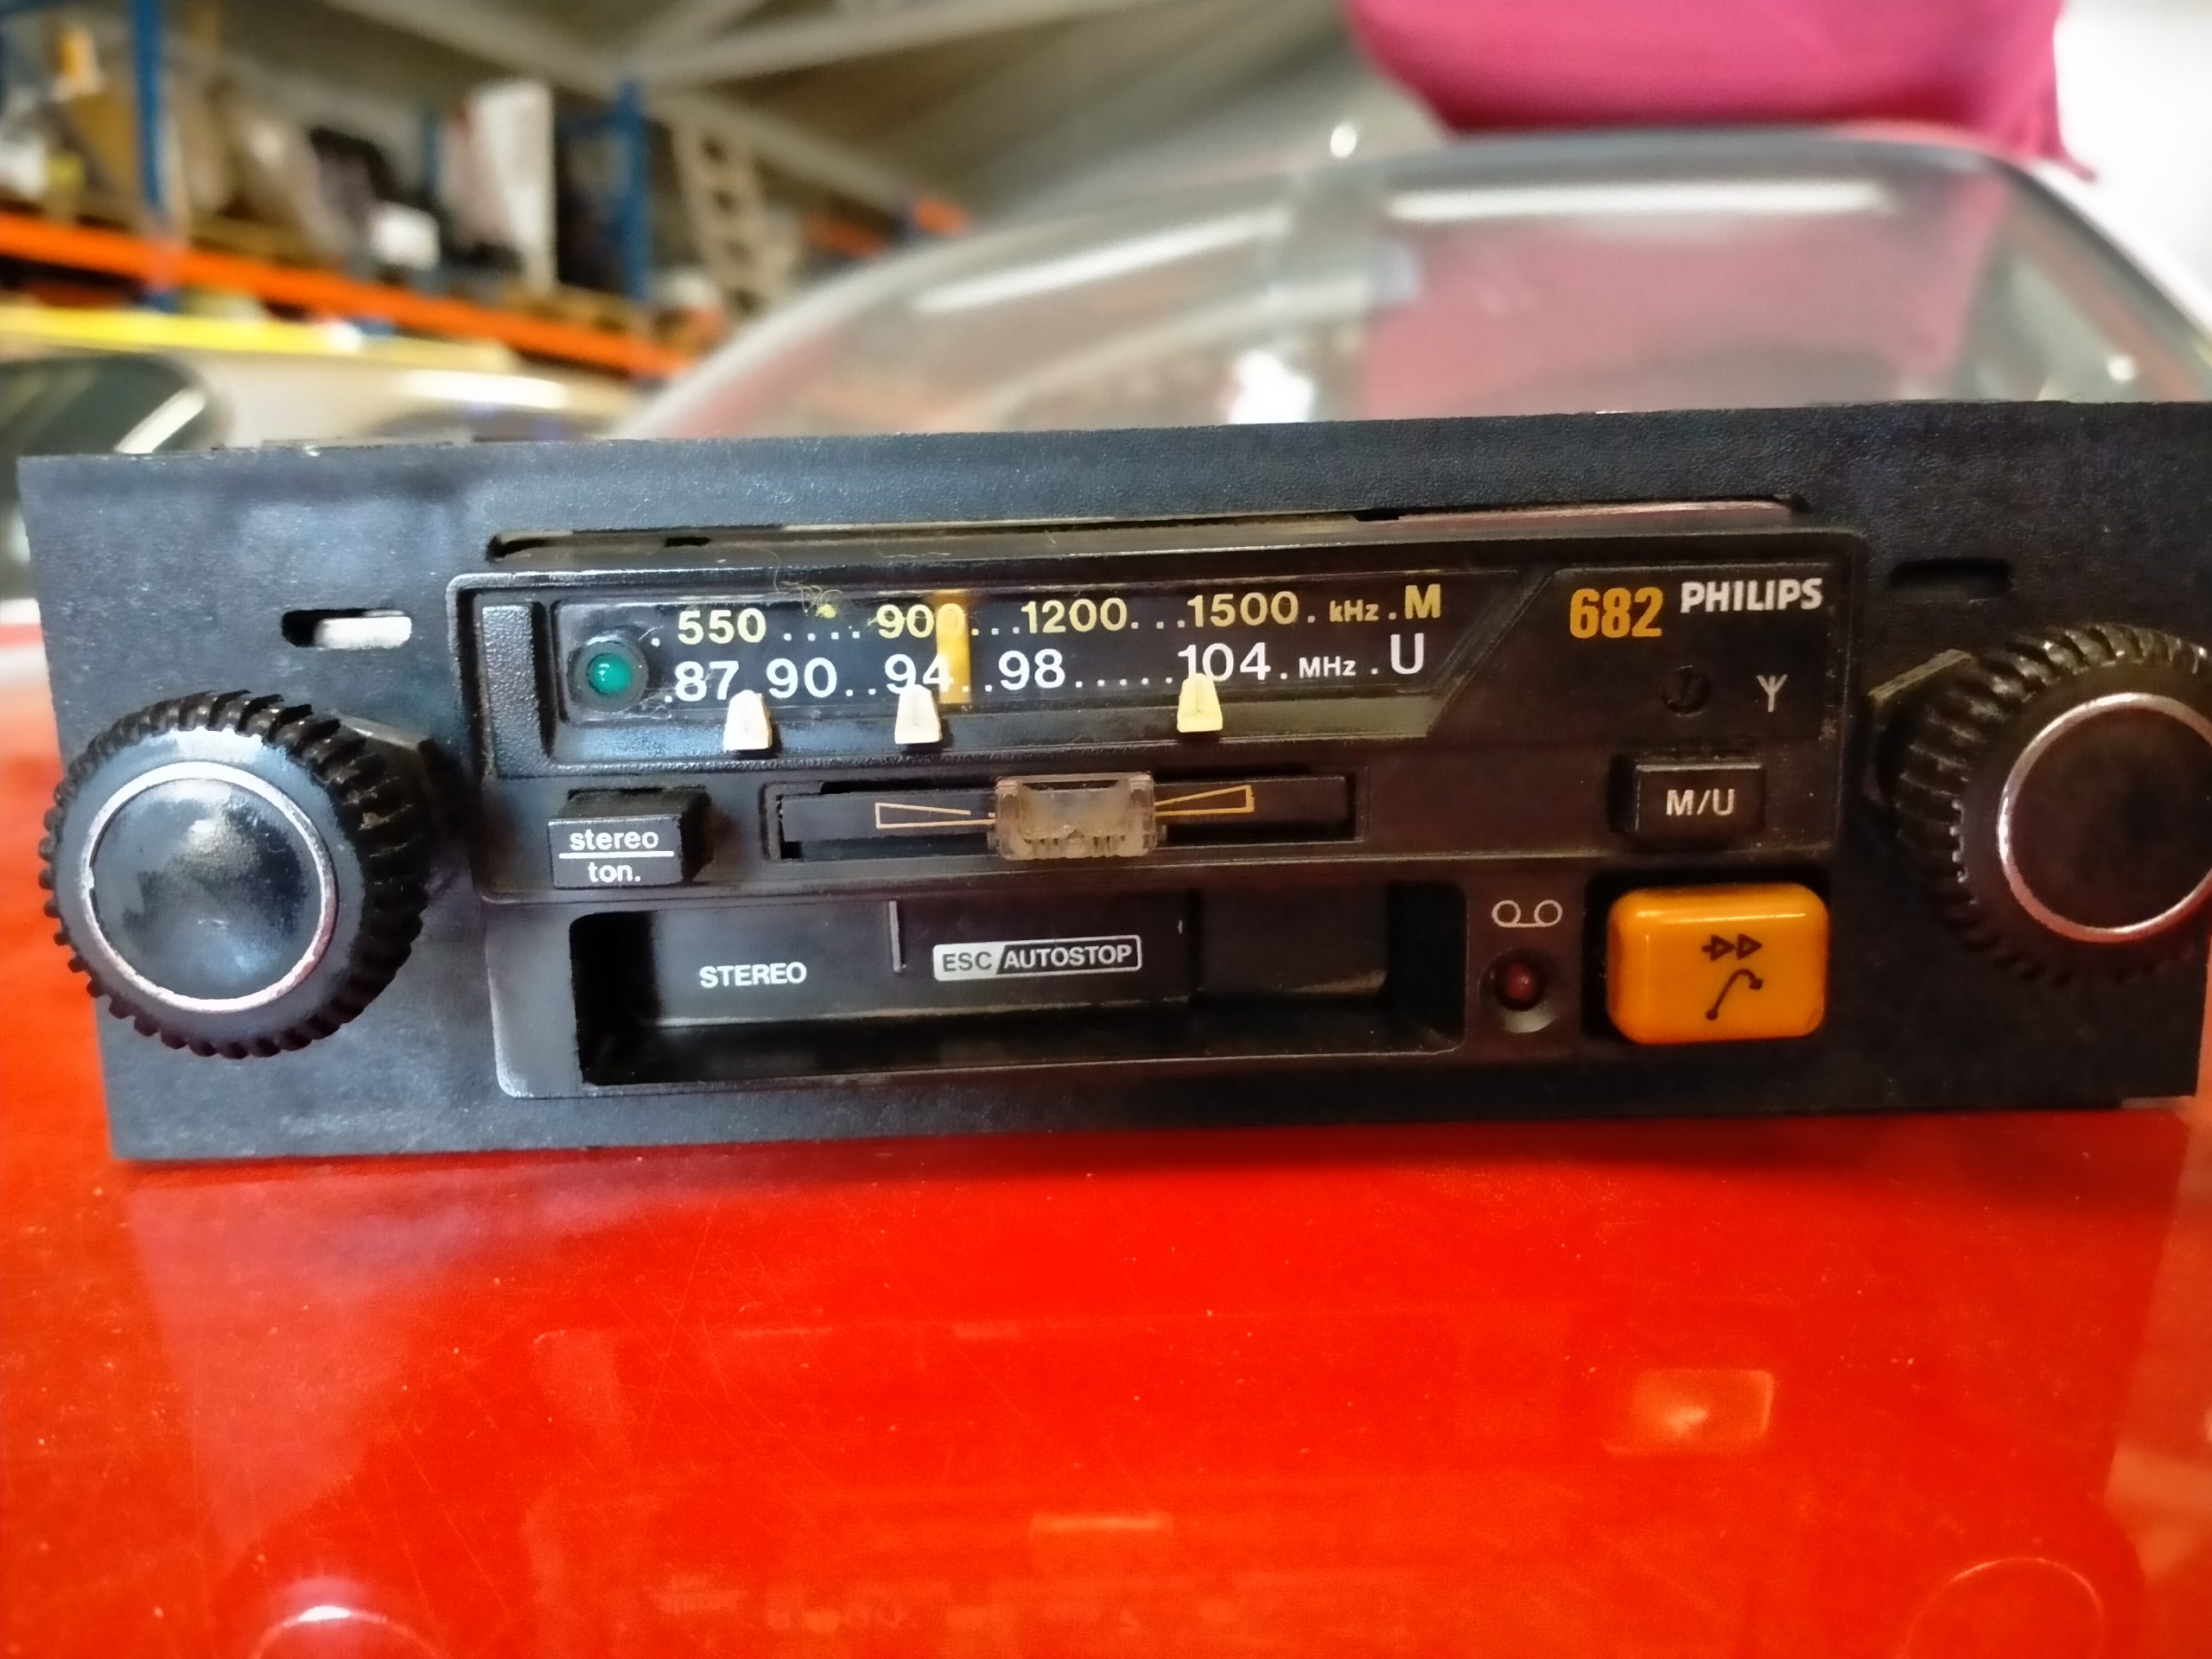 . 550 .... 900 ... 1200 ... 1500 . kHz . M
682 PHILIPS
. 87 . 90 .. 94 .. 98 ..... 104 . MHz . U
M/U
stereo
ton.
STEREO
ESC/AUTOSTOP